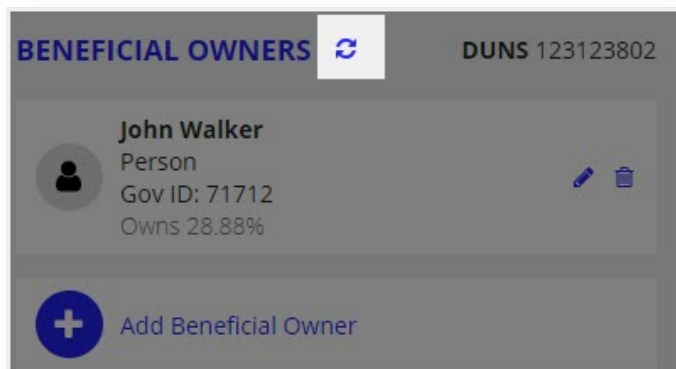 BENEFICIAL OWNERS DUNS 123123802
John Walker
Person
Gov ID: 71712
Owns 28.88%
Add Beneficial Owner